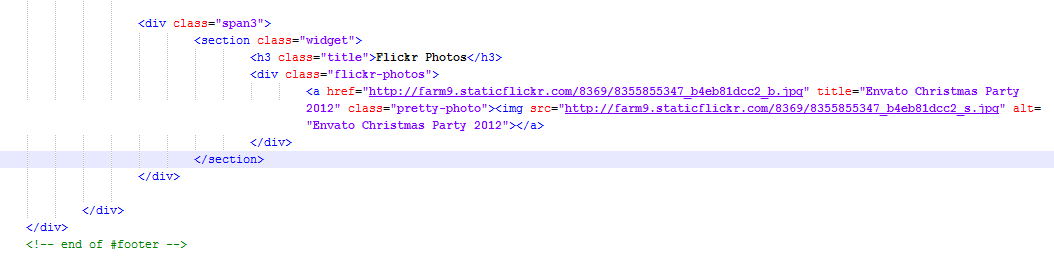 <div class="span3">
<section class="widget">
<h3 class="title">Flickr Photos</h3>
<div class="flickr-photos">
<a href="http://farm9.staticflickr.com/8369/8355855347_b4eb81dcc2_b.jpg" title="Envato Christmas Party
2012" class="pretty-photo"><img src="http://farm9.staticflickr.com/8369/8355855347_b4eb81dcc2_s.jpg" alt=
"Envato Christmas Party 2012"></a>
</div>
</section>
</div>
</div>
</div>
<!-- end of #footer -->